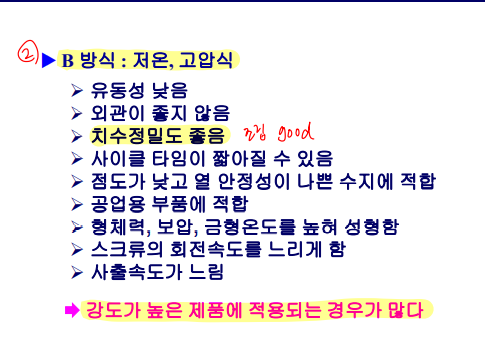 ② ▶ B 방식 : 저온, 고압식
➢ 유동성 낮음
➢ 외관이 좋지 않음
➢ 치수정밀도 좋음 조립 good
➢ 사이클 타임이 짧아질 수 있음
➢ 점도가 낮고 열 안정성이 나쁜 수지에 적합
➢ 공업용 부품에 적합
➢ 형체력, 보압, 금형온도를 높혀 성형함
➢ 스크류의 회전속도를 느리게 함
➢ 사출속도가 느림
➡ 강도가 높은 제품에 적용되는 경우가 많다